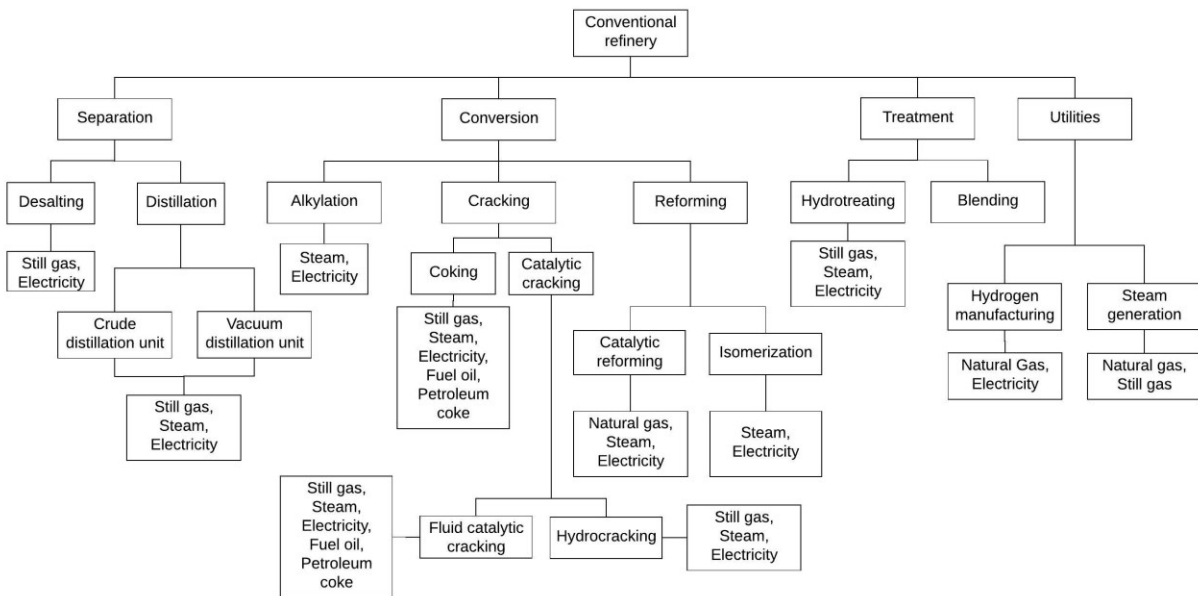 Conventional
refinery
Separation
Conversion
Treatment
Utilities
Desalting
Distillation
Alkylation
Cracking
Reforming
Hydrotreating
Blending
Still gas,
Electricity
Steam,
Electricity
Coking
Catalytic
cracking
Still gas,
Steam,
Electricity
Crude
distillation unit
Vacuum
distillation unit
Still gas,
Steam,
Electricity,
Fuel oil,
Petroleum
coke
Catalytic
reforming
Isomerization
Hydrogen
manufacturing
Steam
generation
Still gas,
Steam,
Electricity
Natural gas,
Steam,
Electricity
Steam,
Electricity
Natural Gas,
Electricity
Natural gas,
Still gas
Still gas,
Steam,
Electricity,
Fuel oil,
Petroleum
coke
Fluid catalytic
cracking
Hydrocracking
Still gas,
Steam,
Electricity